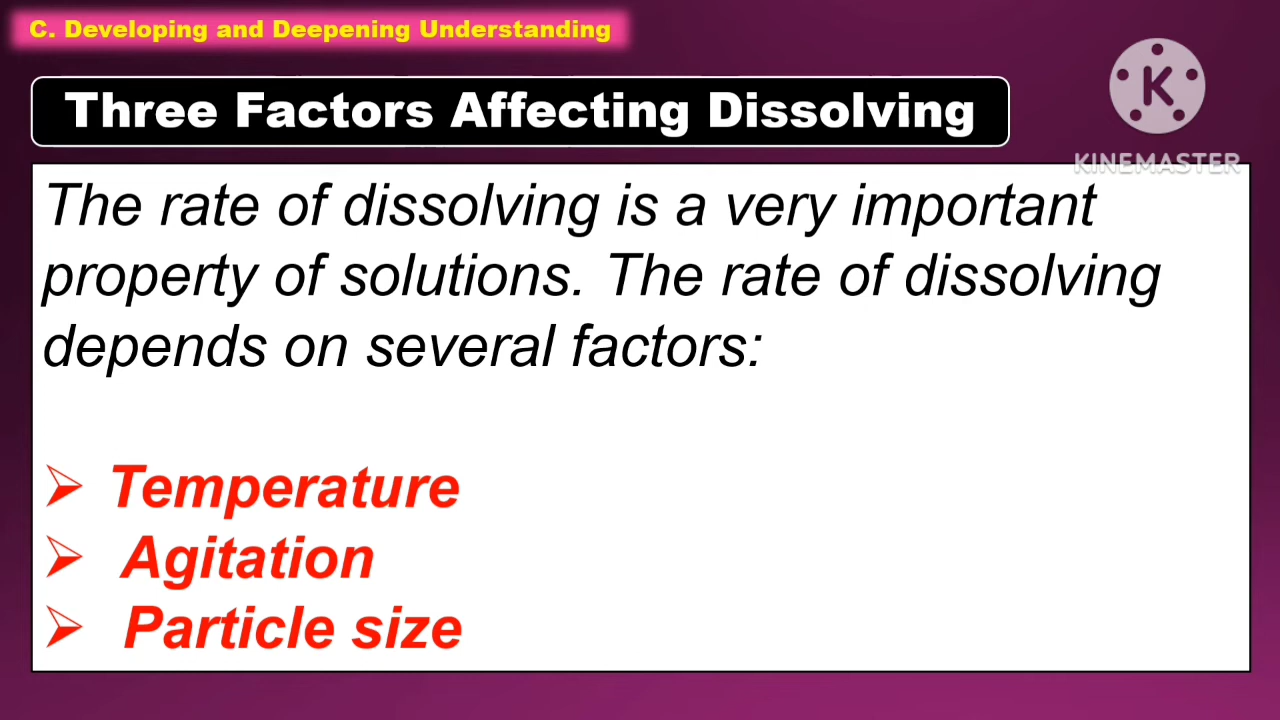 C. Developing and Deepening Understanding
Three Factors Affecting Dissolving
K
KINEMASTER
The rate of dissolving is a very important
property of solutions. The rate of dissolving
depends on several factors:
➢ Temperature
➢ Agitation
➢ Particle size